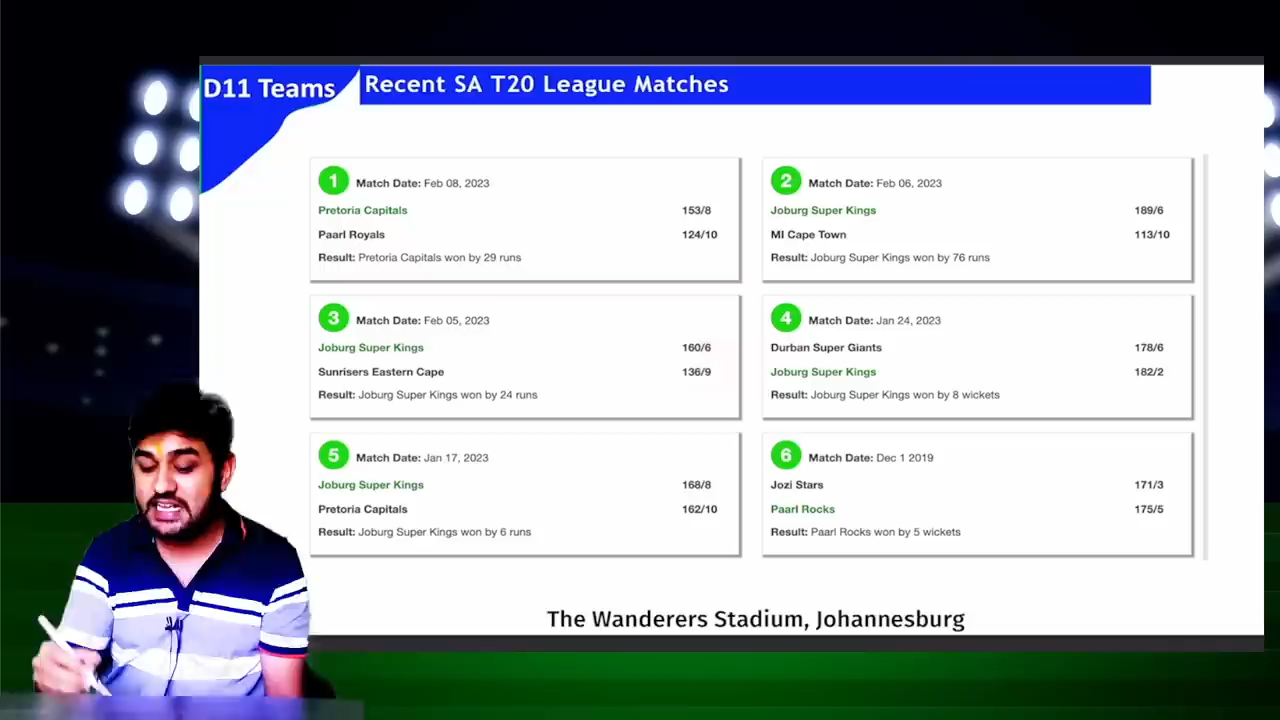 D11 Teams
Recent SA T20 League Matches
1 Match Date: Feb 08, 2023
Pretoria Capitals 153/8
Paarl Royals 124/10
Result: Pretoria Capitals won by 29 runs
2 Match Date: Feb 06, 2023
Joburg Super Kings 189/6
MI Cape Town 113/10
Result: Joburg Super Kings won by 76 runs
3 Match Date: Feb 05, 2023
Joburg Super Kings 160/6
Sunrisers Eastern Cape 136/9
Result: Joburg Super Kings won by 24 runs
4 Match Date: Jan 24, 2023
Durban Super Giants 178/6
Joburg Super Kings 182/2
Result: Joburg Super Kings won by 8 wickets
5 Match Date: Jan 17, 2023
Joburg Super Kings 168/8
Pretoria Capitals 162/10
Result: Joburg Super Kings won by 6 runs
6 Match Date: Dec 1 2019
Jozi Stars 171/3
Paarl Rocks 175/5
Result: Paarl Rocks won by 5 wickets
The Wanderers Stadium, Johannesburg